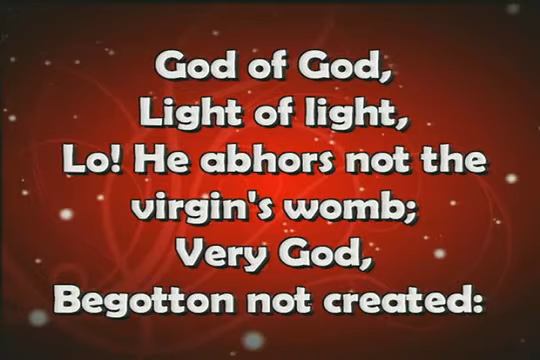 God of God,
Light of light,
Lo! He abhors not the
virgin's womb;
Very God,
Begotton not created: